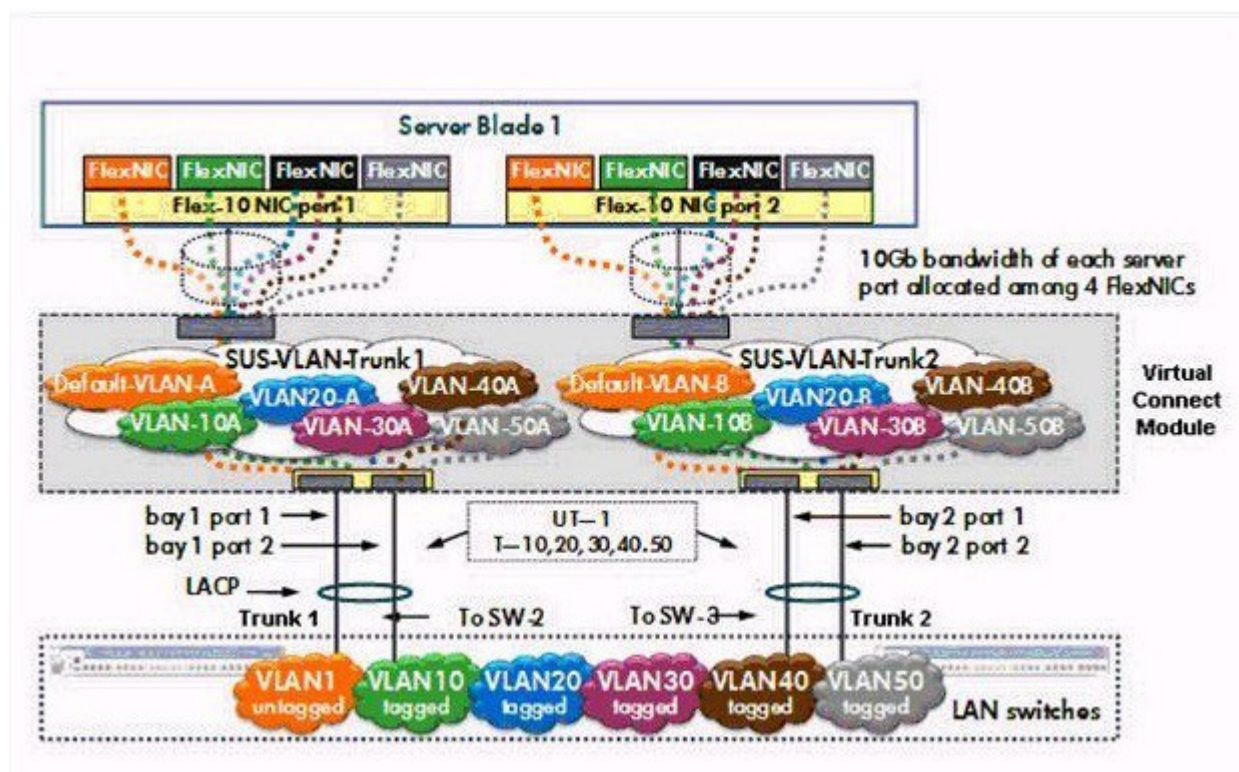 Server Blade 1
FlexNIC FlexNIC FlexNIC FlexNIC
FlexNIC FlexNIC FlexNIC FlexNIC
Flex-10 NIC port 1
Flex-10 NIC port 2
10Gb bandwidth of each server
port allocated among 4 FlexNICs
SUS-VLAN-Trunk1
Default-VLAN-A
VLAN20-A
VLAN-40A
VLAN-10A
VLAN-30A
VLAN-50A
SUS-VLAN-Trunk2
Default-VLAN-B
VLAN20-B
VLAN-40B
VLAN-10B
VLAN-30B
VLAN-50B
Virtual
Connect
Module
bay 1 port 1
bay 1 port 2
UT-1
T-10,20,30,40.50
bay 2 port 1
bay 2 port 2
LACP
Trunk 1
To SW-2
To SW-3
Trunk 2
VLAN1
untagged
VLAN10
tagged
VLAN20
tagged
VLAN30
tagged
VLAN40
tagged
VLAN50
tagged
LAN switches